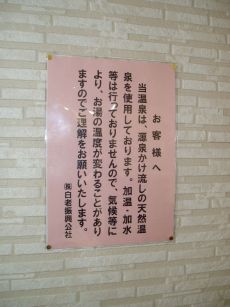 お客様へ
当温泉は、源泉かけ流しの天然温
泉を使用しております。加温・加水
等は行っておりませんので、気候等に
より、お湯の温度が変わることがあり
ますのでご理解をお願いいたします。
㈱白老振興公社